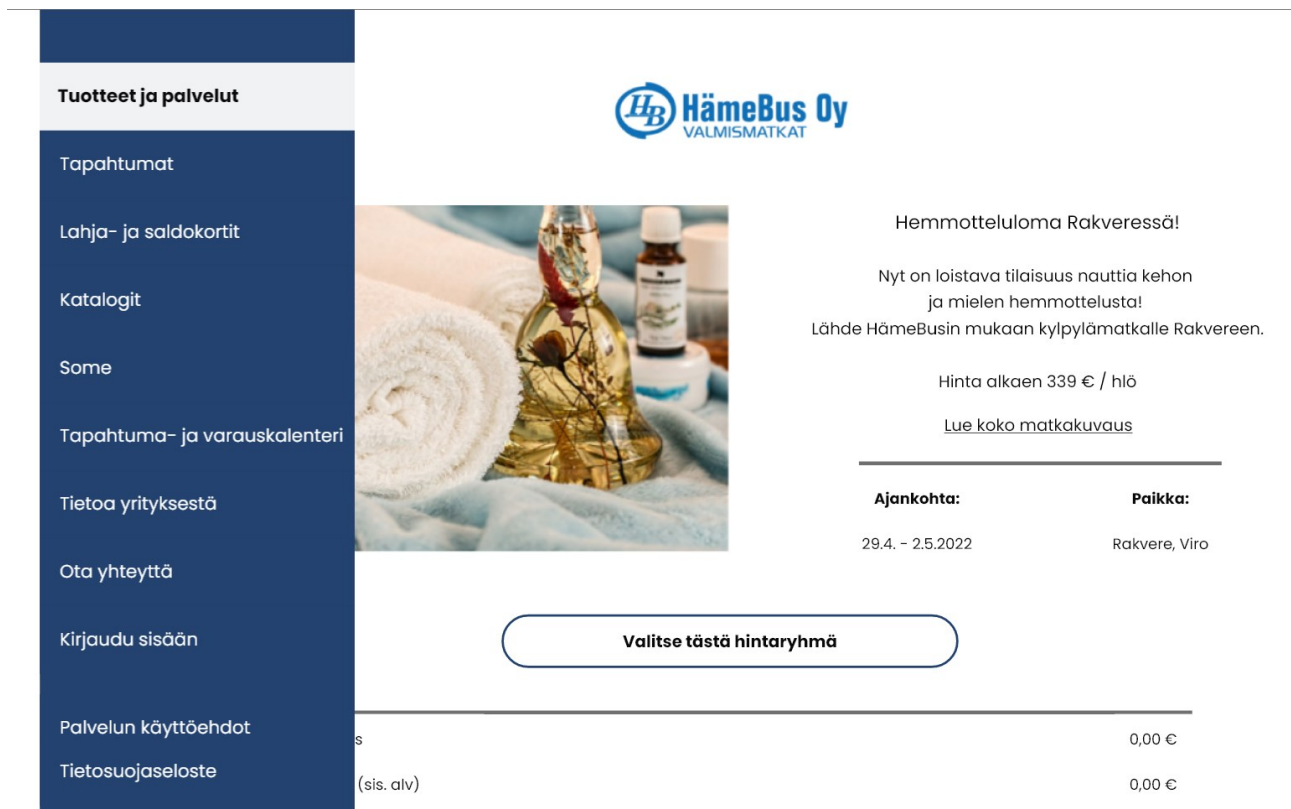 Tuotteet ja palvelut
Tapahtumat
Lahja- ja saldokortit
Katalogit
Some
Tapahtuma- ja varauskalenteri
Tietoa yrityksestä
Ota yhteyttä
Kirjaudu sisään
Palvelun käyttöehdot
Tietosuojaseloste
HB HämeBus Oy
VALMISMATKAT
Hemmotteluloma Rakveressä!
Nyt on loistava tilaisuus nauttia kehon
ja mielen hemmottelusta!
Lähde HämeBusin mukaan kylpylämatkalle Rakvereen.
Hinta alkaen 339 € / hlö
Lue koko matkakuvaus
Ajankohta: Paikka:
29.4. - 2.5.2022 Rakvere, Viro
Valitse tästä hintaryhmä
s 0,00 €
(sis. alv) 0,00 €